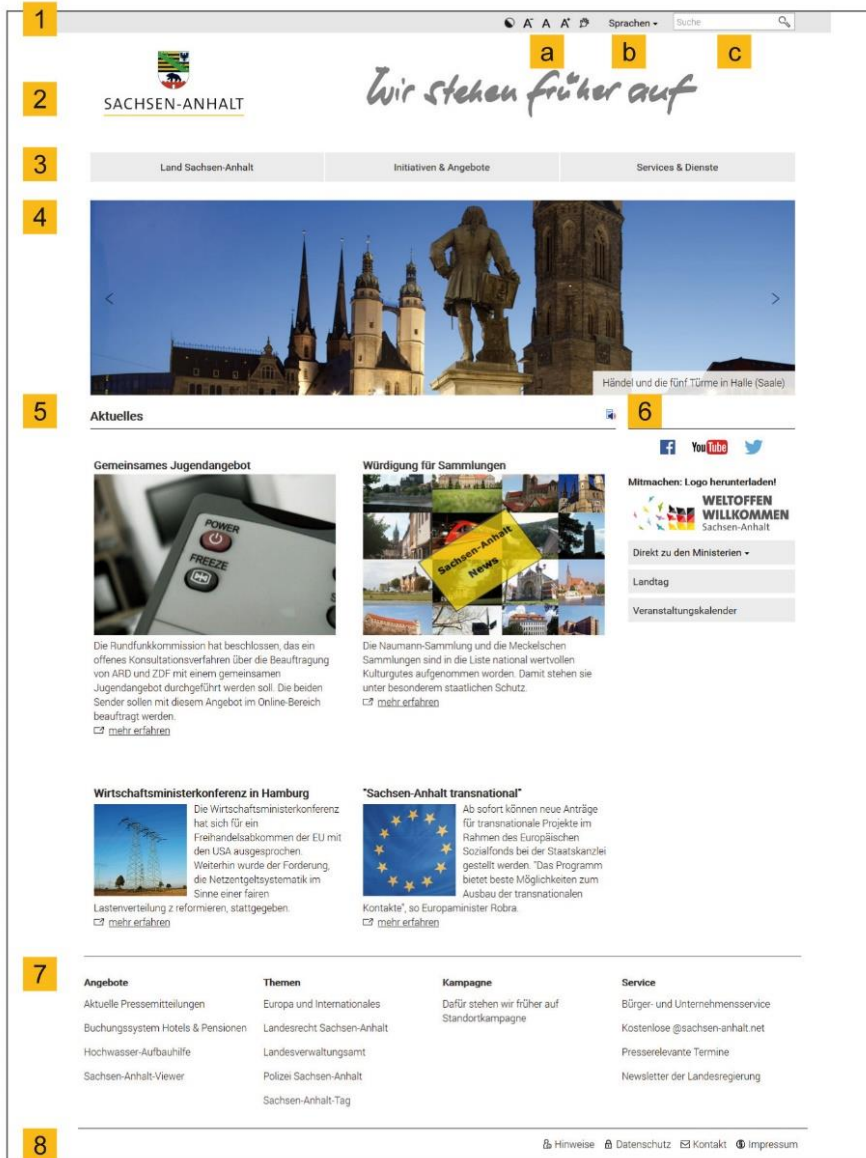 1
A⁻ A A⁺ Sprachen Suche
a b c
2
SACHSEN-ANHALT
Wir stehen früher auf
3
Land Sachsen-Anhalt Initiativen & Angebote Services & Dienste
4
< >
Händel und die fünf Türme in Halle (Saale)
5
Aktuelles
6
f YouTube
Gemeinsames Jugendangebot
POWER
FREEZE
Die Rundfunkkommission hat beschlossen, das ein
offenes Konsultationsverfahren über die Beauftragung
von ARD und ZDF mit einem gemeinsamen
Jugendangebot durchgeführt werden soll. Die beiden
Sender sollen mit diesem Angebot im Online-Bereich
beauftragt werden.
mehr erfahren
Würdigung für Sammlungen
Sachsen-Anhalt
News
Die Naumann-Sammlung und die Meckelschen
Sammlungen sind in die Liste national wertvollen
Kulturgutes aufgenommen worden. Damit stehen sie
unter besonderem staatlichen Schutz.
mehr erfahren
Mitmachen: Logo herunterladen!
WELTOFFEN
WILLKOMMEN
Sachsen-Anhalt
Direkt zu den Ministerien
Landtag
Veranstaltungskalender
Wirtschaftsministerkonferenz in Hamburg
Die Wirtschaftsministerkonferenz
hat sich für ein
Freihandelsabkommen der EU mit
den USA ausgesprochen.
Weiterhin wurde der Forderung,
die Netzentgeltsystematik im
Sinne einer fairen
Lastenverteilung z reformieren, stattgegeben.
mehr erfahren
"Sachsen-Anhalt transnational"
Ab sofort können neue Anträge
für transnationale Projekte im
Rahmen des Europäischen
Sozialfonds bei der Staatskanzlei
gestellt werden. "Das Programm
bietet beste Möglichkeiten zum
Ausbau der transnationalen
Kontakte", so Europaminister Robra.
mehr erfahren
7
Angebote
Aktuelle Pressemitteilungen
Buchungssystem Hotels & Pensionen
Hochwasser-Aufbauhilfe
Sachsen-Anhalt-Viewer
Themen
Europa und Internationales
Landesrecht Sachsen-Anhalt
Landesverwaltungsamt
Polizei Sachsen-Anhalt
Sachsen-Anhalt-Tag
Kampagne
Dafür stehen wir früher auf
Standortkampagne
Service
Bürger- und Unternehmensservice
Kostenlose @sachsen-anhalt.net
Presserelevante Termine
Newsletter der Landesregierung
8
Hinweise Datenschutz Kontakt Impressum